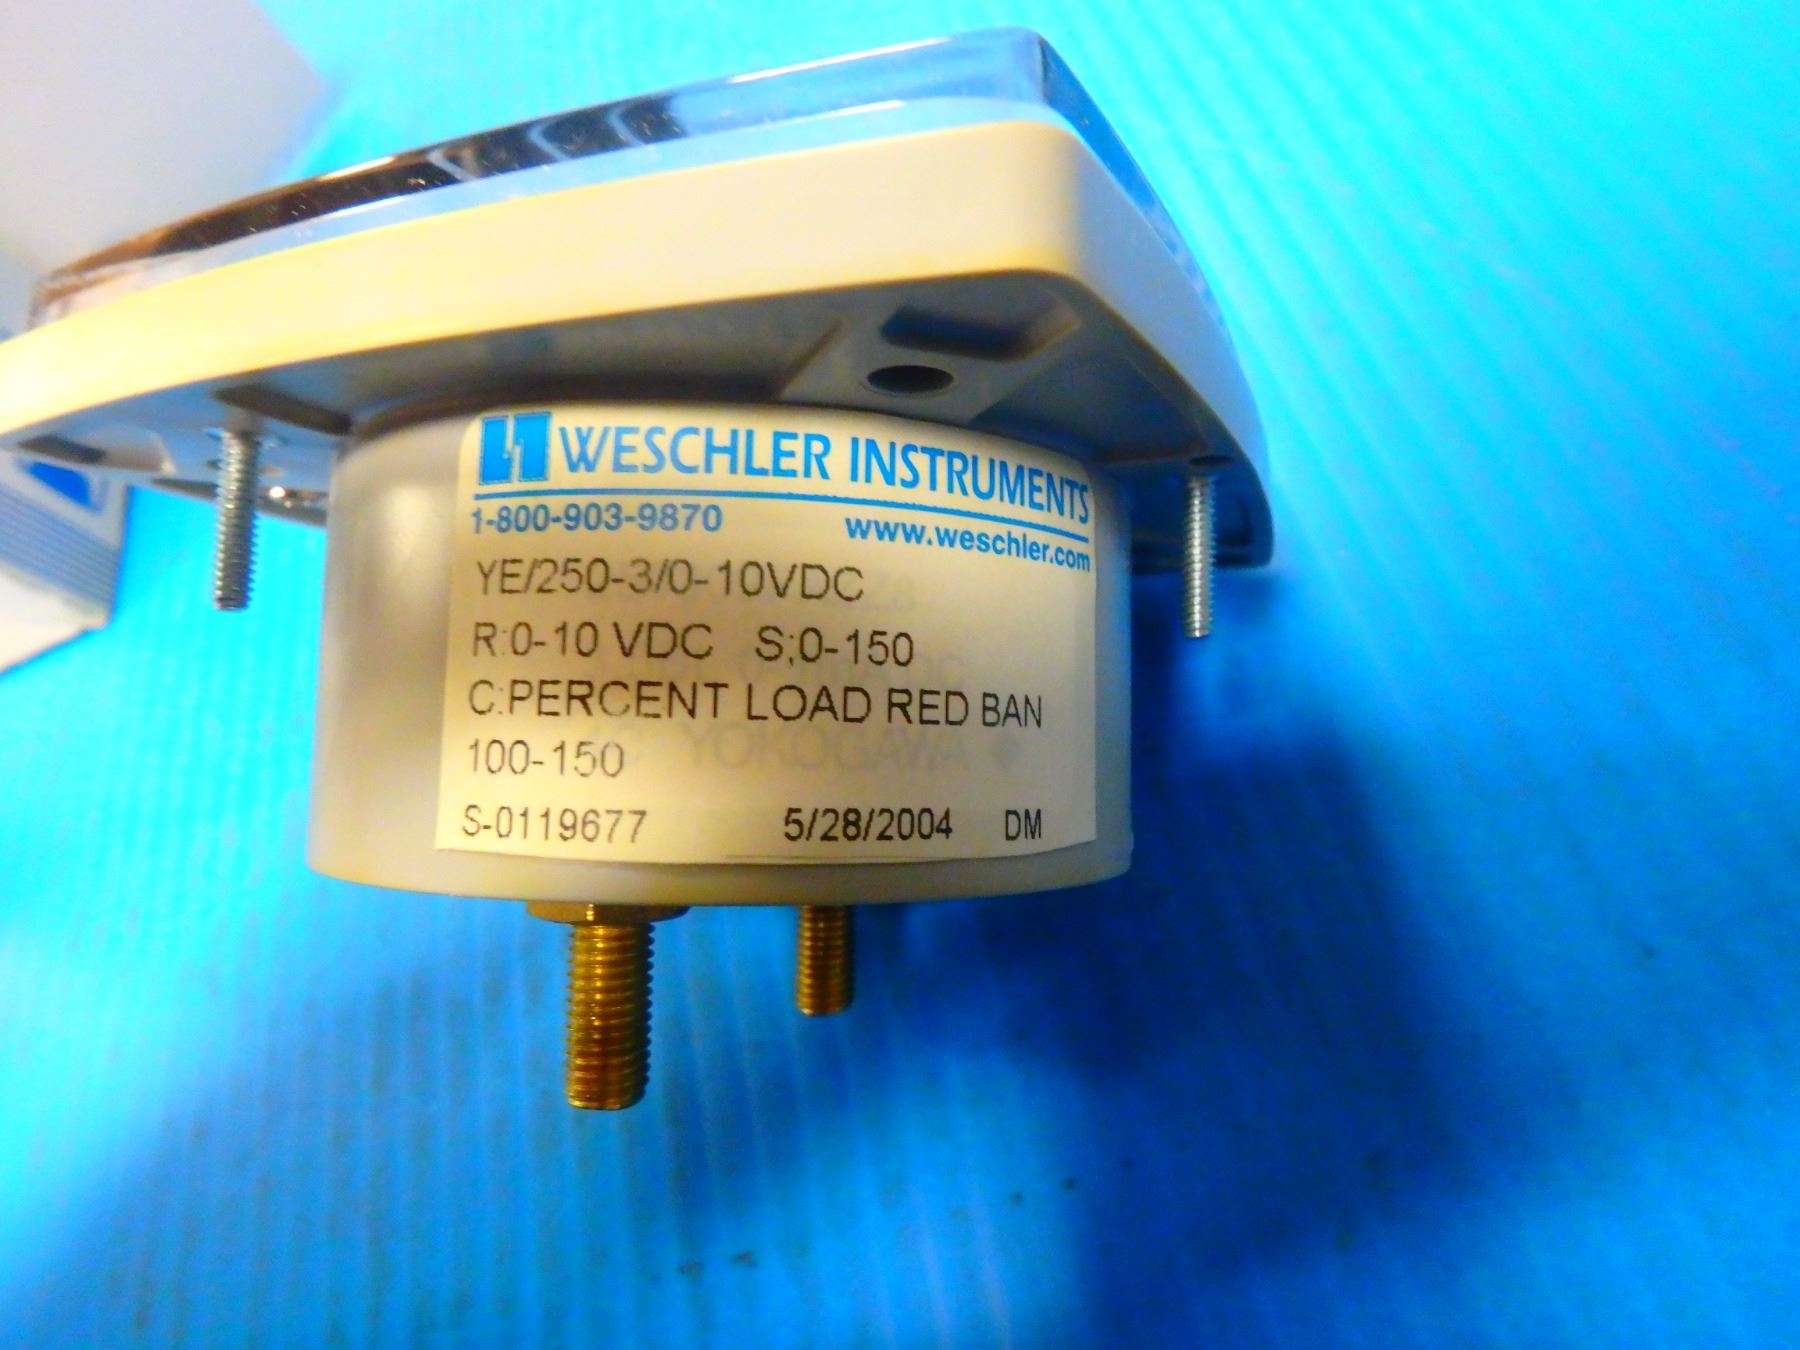 WESCHLER INSTRUMENTS
1-800-903-9870 www.weschler.com
YE/250-3/0-10VDC
R:0-10 VDC S;0-150
C:PERCENT LOAD RED BAN
100-150
YOKOGAWA
S-0119677 5/28/2004 DM